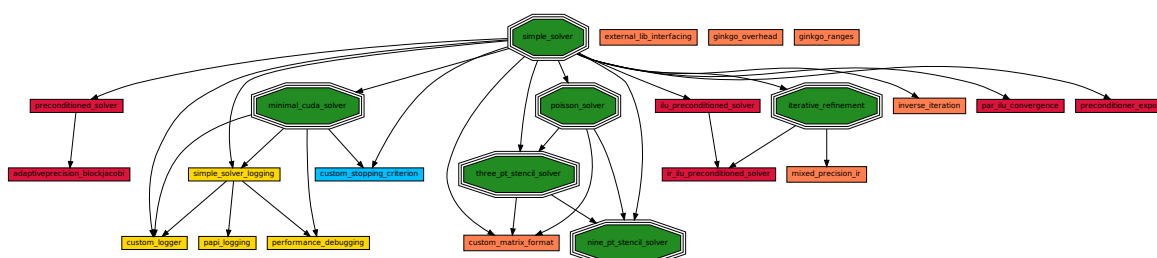 simple_solver
external_lib_interfacing
ginkgo_overhead
ginkgo_ranges
preconditioned_solver
minimal_cuda_solver
poisson_solver
ilu_preconditioned_solver
iterative_refinement
inverse_iteration
par_ilu_convergence
preconditioner_expo
adaptiveprecision_blockjacobi
simple_solver_logging
custom_stopping_criterion
three_pt_stencil_solver
ir_ilu_preconditioned_solver
mixed_precision_ir
custom_logger
papi_logging
performance_debugging
custom_matrix_format
nine_pt_stencil_solver